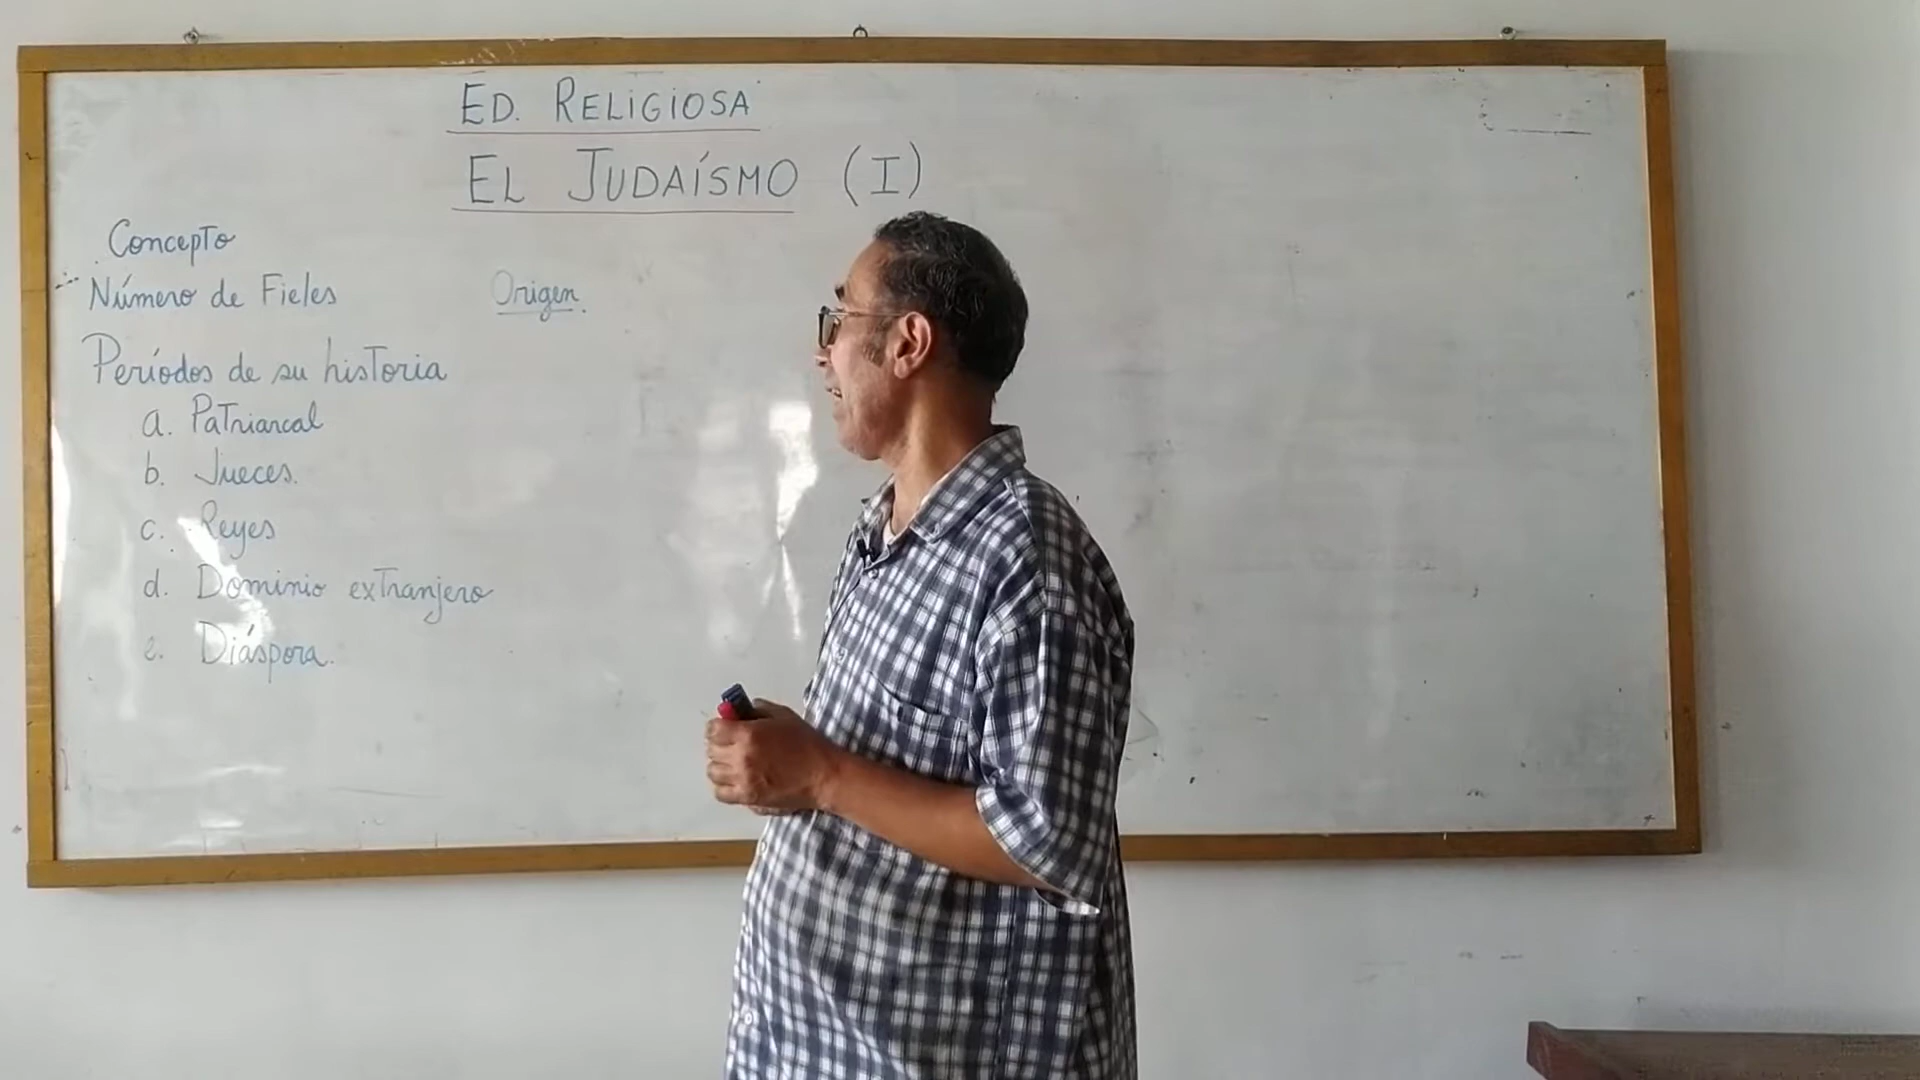 ED. RELIGIOSA
EL JUDAÍSMO (I)
Concepto
Número de Fieles
Origen.
Períodos de su historia
a. Patriarcal
b. Jueces.
c. Reyes
d. Dominio extranjero
e. Diáspora.